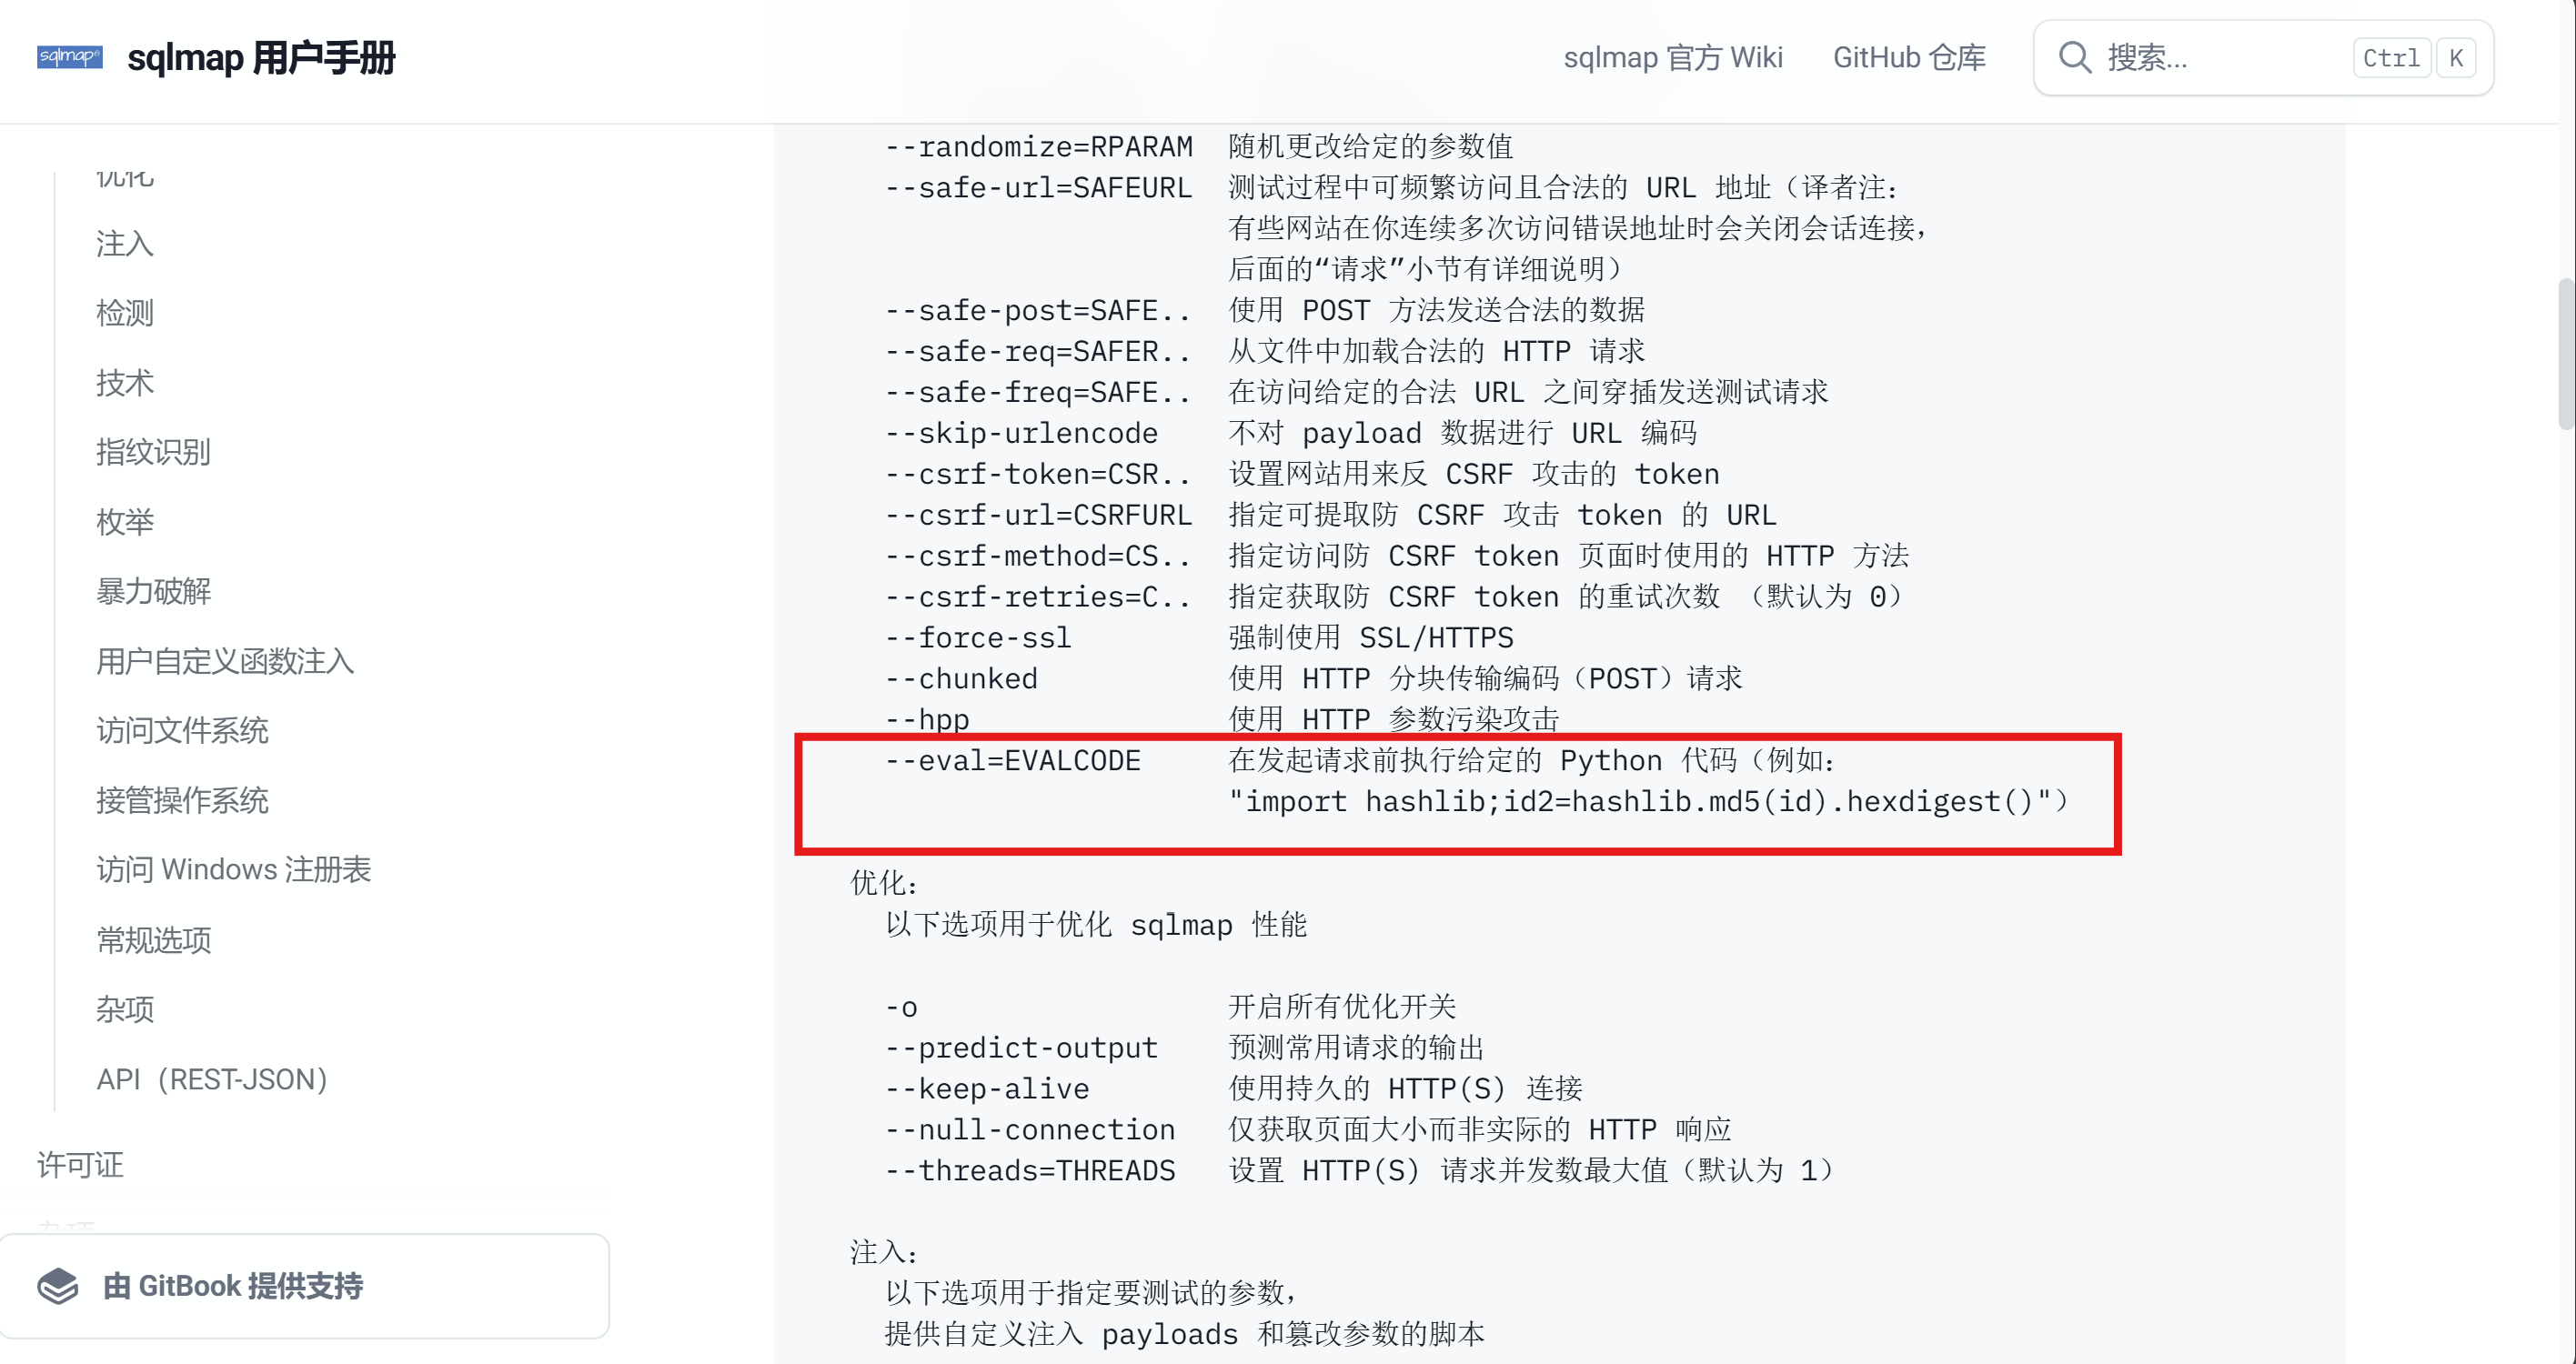 sqlmap 用户手册
sqlmap 官方 Wiki
GitHub 仓库
搜索...
Ctrl K
优化
注入
检测
技术
指纹识别
枚举
暴力破解
用户自定义函数注入
访问文件系统
接管操作系统
访问 Windows 注册表
常规选项
杂项
API（REST-JSON）
许可证
杂项
由 GitBook 提供支持
--randomize=RPARAM 随机更改给定的参数值
--safe-url=SAFEURL 测试过程中可频繁访问且合法的 URL 地址（译者注：
有些网站在你连续多次访问错误地址时会关闭会话连接，
后面的“请求”小节有详细说明）
--safe-post=SAFE.. 使用 POST 方法发送合法的数据
--safe-req=SAFER.. 从文件中加载合法的 HTTP 请求
--safe-freq=SAFE.. 在访问给定的合法 URL 之间穿插发送测试请求
--skip-urlencode 不对 payload 数据进行 URL 编码
--csrf-token=CSR.. 设置网站用来反 CSRF 攻击的 token
--csrf-url=CSRFURL 指定可提取防 CSRF 攻击 token 的 URL
--csrf-method=CS.. 指定访问防 CSRF token 页面时使用的 HTTP 方法
--csrf-retries=C.. 指定获取防 CSRF token 的重试次数 （默认为 0）
--force-ssl 强制使用 SSL/HTTPS
--chunked 使用 HTTP 分块传输编码（POST）请求
--hpp 使用 HTTP 参数污染攻击
--eval=EVALCODE 在发起请求前执行给定的 Python 代码（例如：
"import hashlib;id2=hashlib.md5(id).hexdigest()"）
优化：
以下选项用于优化 sqlmap 性能
-o 开启所有优化开关
--predict-output 预测常用请求的输出
--keep-alive 使用持久的 HTTP(S) 连接
--null-connection 仅获取页面大小而非实际的 HTTP 响应
--threads=THREADS 设置 HTTP(S) 请求并发数最大值（默认为 1）
注入：
以下选项用于指定要测试的参数，
提供自定义注入 payloads 和篡改参数的脚本